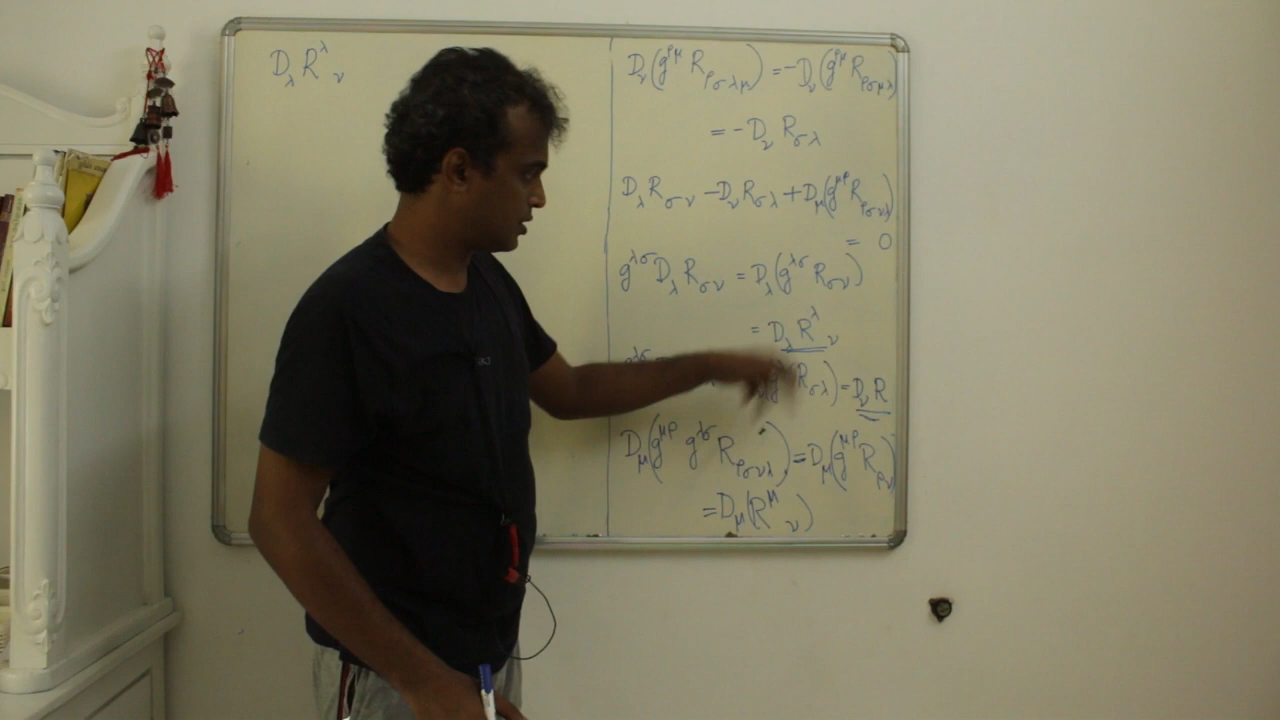 D_λ R^λ_ν
D_ν(g^{ρμ} R_{ρσλμ}) = -D_ν(g^{ρμ} R_{ρσμλ})
= -D_ν R_{σλ}
D_λ R_{σν} - D_ν R_{σλ} + D_μ(g^{μρ} R_{ρσνλ})
= 0
g^{λσ} D_λ R_{σν} = D_λ(g^{λσ} R_{σν})
= D_λ R^λ_ν
g^{λσ} R_{σλ}) = D_ν R
D_μ(g^{μρ} g^{λσ} R_{ρσνλ}) = D_μ(g^{μρ} R_{ρν})
= D_μ(R^μ_ν)